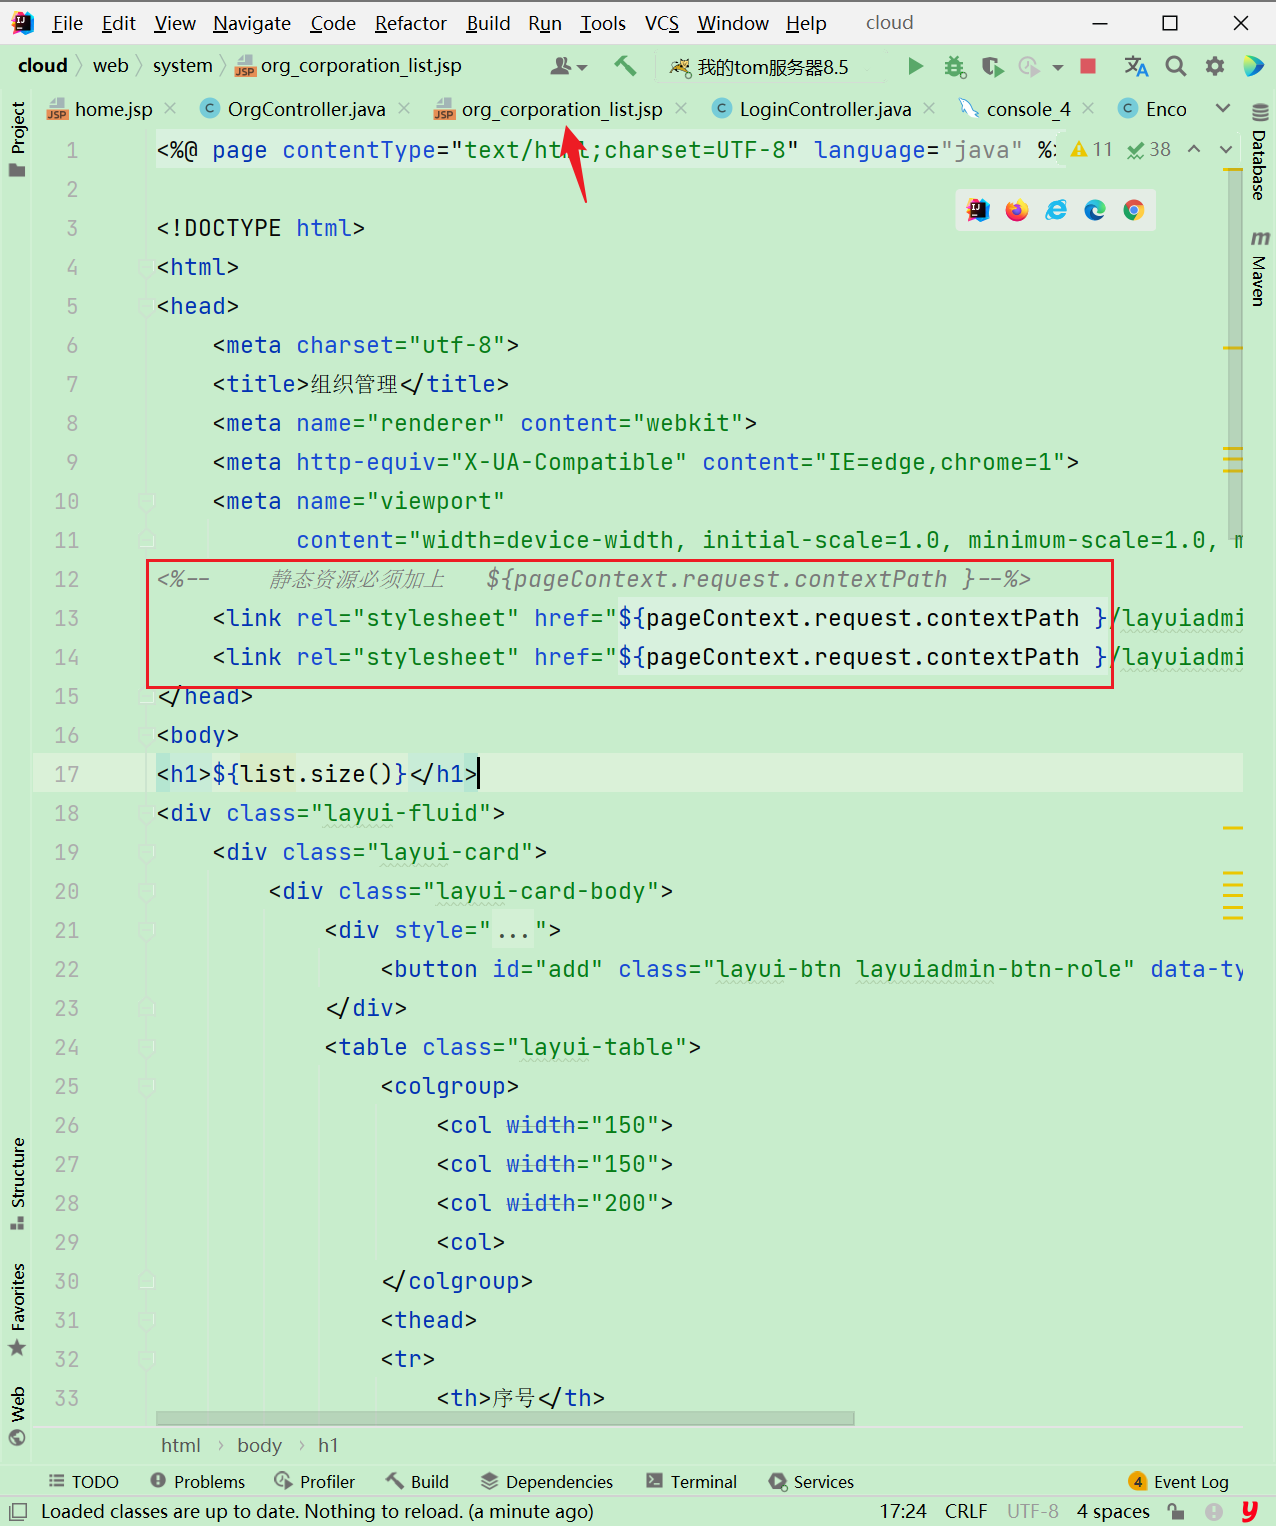 File Edit View Navigate Code Refactor Build Run Tools VCS Window Help cloud
cloud web system org_corporation_list.jsp 我的tom服务器8.5
home.jsp OrgController.java org_corporation_list.jsp LoginController.java console_4 Enco
Project
Database
Maven
Structure
Favorites
Web
11 38
1 <%@ page contentType="text/html;charset=UTF-8" language="java" %>
2
3 <!DOCTYPE html>
4 <html>
5 <head>
6 <meta charset="utf-8">
7 <title>组织管理</title>
8 <meta name="renderer" content="webkit">
9 <meta http-equiv="X-UA-Compatible" content="IE=edge,chrome=1">
10 <meta name="viewport"
11 content="width=device-width, initial-scale=1.0, minimum-scale=1.0, m
12 <%-- 静态资源必须加上 ${pageContext.request.contextPath }--%>
13 <link rel="stylesheet" href="${pageContext.request.contextPath }/layuiadmi
14 <link rel="stylesheet" href="${pageContext.request.contextPath }/layuiadmi
15 </head>
16 <body>
17 <h1>${list.size()}</h1>
18 <div class="layui-fluid">
19 <div class="layui-card">
20 <div class="layui-card-body">
21 <div style="...">
22 <button id="add" class="layui-btn layuiadmin-btn-role" data-ty
23 </div>
24 <table class="layui-table">
25 <colgroup>
26 <col width="150">
27 <col width="150">
28 <col width="200">
29 <col>
30 </colgroup>
31 <thead>
32 <tr>
33 <th>序号</th>
html body h1
TODO Problems Profiler Build Dependencies Terminal Services 4 Event Log
Loaded classes are up to date. Nothing to reload. (a minute ago) 17:24 CRLF UTF-8 4 spaces